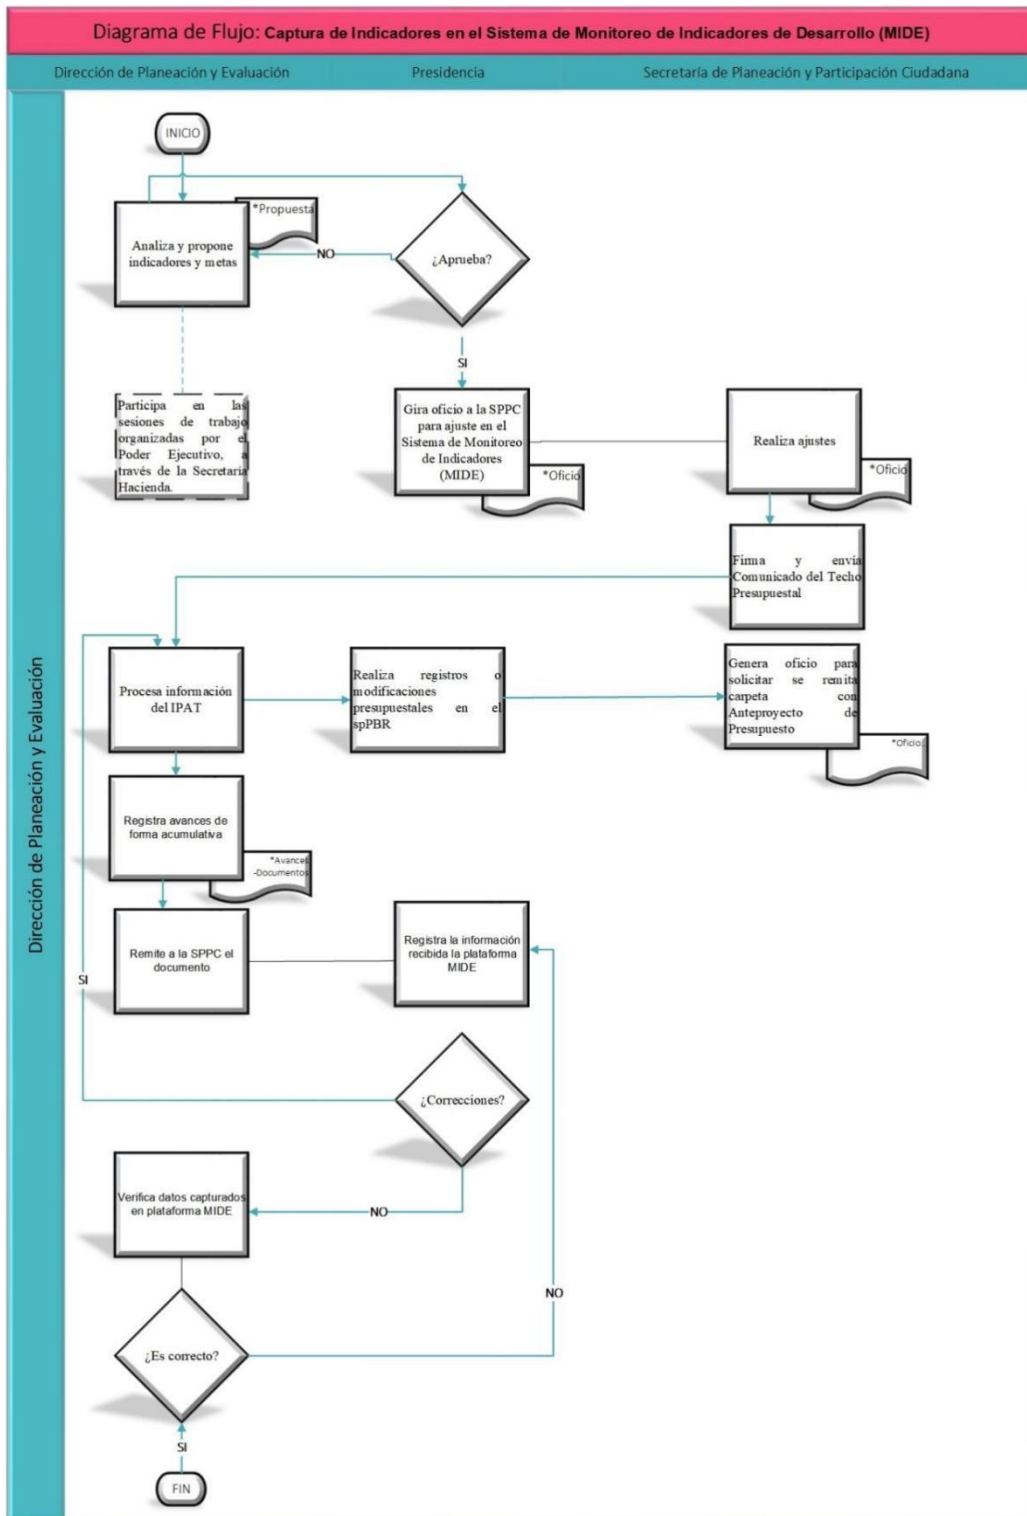 Diagrama de Flujo: Captura de Indicadores en el Sistema de Monitoreo de Indicadores de Desarrollo (MIDE)
Dirección de Planeación y Evaluación
Presidencia
Secretaría de Planeación y Participación Ciudadana
Dirección de Planeación y Evaluación
INICIO
Analiza y propone
indicadores y metas
*Propuesta
NO
¿Aprueba?
SI
Participa en las
sesiones de trabajo
organizadas por el
Poder Ejecutivo, a
través de la Secretaría
Hacienda.
Gira oficio a la SPPC
para ajuste en el
Sistema de Monitoreo
de Indicadores
(MIDE)
*Oficio
Realiza ajustes
*Oficio
Firma y envía
Comunicado del Techo
Presupuestal
Procesa información
del IPAT
Realiza registros o
modificaciones
presupuestales en el
spPBR
Genera oficio para
solicitar se remita
carpeta con
Anteproyecto de
Presupuesto
*Oficio
Registra avances de
forma acumulativa
*Avances
-Documentos
Remite a la SPPC el
documento
Registra la información
recibida la plataforma
MIDE
SI
¿Correcciones?
NO
Verifica datos capturados
en plataforma MIDE
NO
¿Es correcto?
SI
FIN